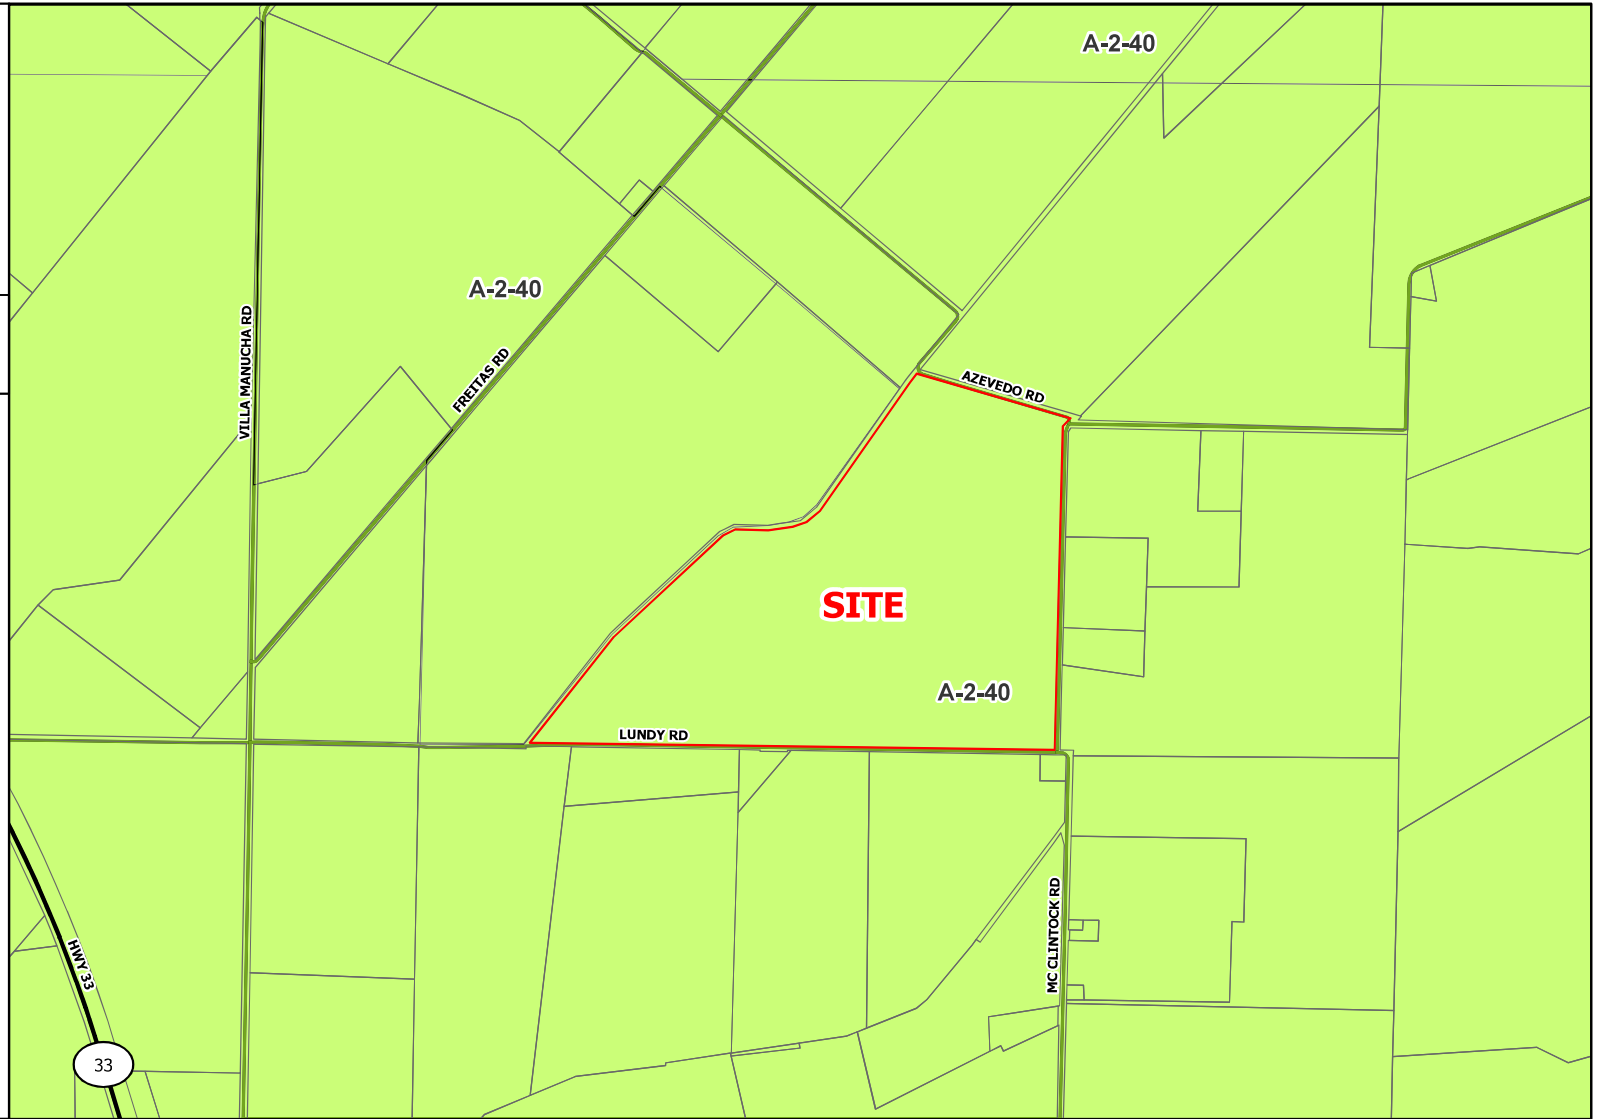 A-2-40
A-2-40
VILLA MANUCHA RD
FREITAS RD
AZEVEDO RD
SITE
A-2-40
LUNDY RD
MC CLINTOCK RD
HWY 33
33